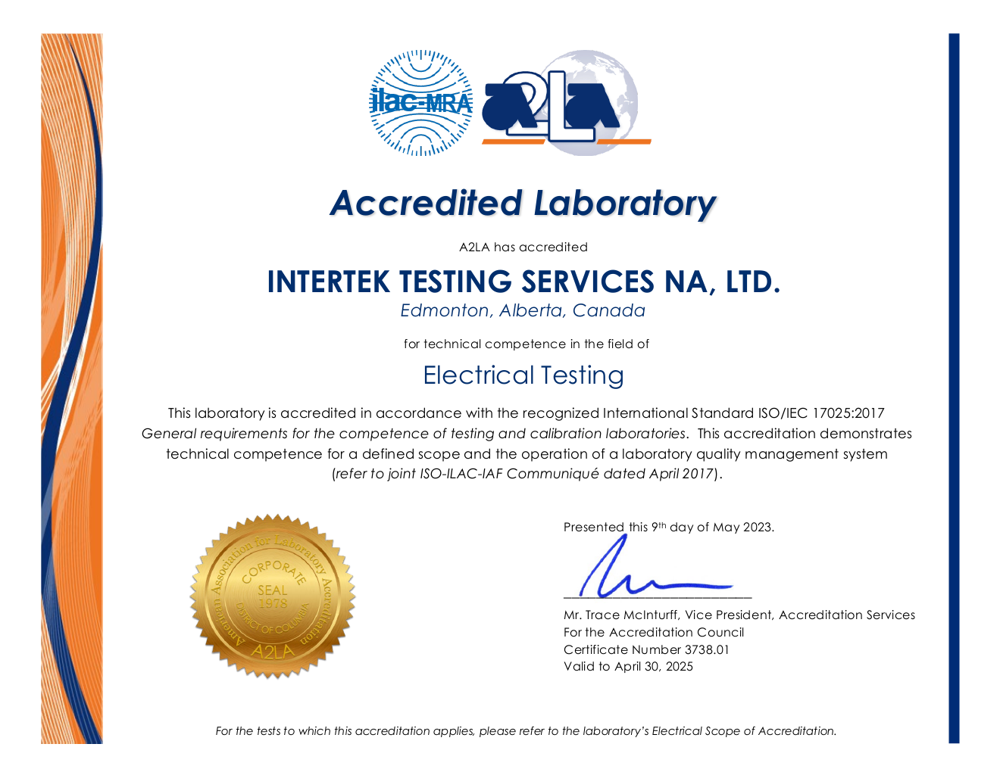 ilac-MRA
A2LA
Accredited Laboratory
A2LA has accredited
INTERTEK TESTING SERVICES NA, LTD.
Edmonton, Alberta, Canada
for technical competence in the field of
Electrical Testing
This laboratory is accredited in accordance with the recognized International Standard ISO/IEC 17025:2017
General requirements for the competence of testing and calibration laboratories.  This accreditation demonstrates
technical competence for a defined scope and the operation of a laboratory quality management system
(refer to joint ISO-ILAC-IAF Communiqué dated April 2017).
American Association for Laboratory Accreditation
CORPORATE
SEAL
1978
DISTRICT OF COLUMBIA
A2LA
Presented this 9th day of May 2023.
Mr. Trace McInturff, Vice President, Accreditation Services
For the Accreditation Council
Certificate Number 3738.01
Valid to April 30, 2025
For the tests to which this accreditation applies, please refer to the laboratory’s Electrical Scope of Accreditation.